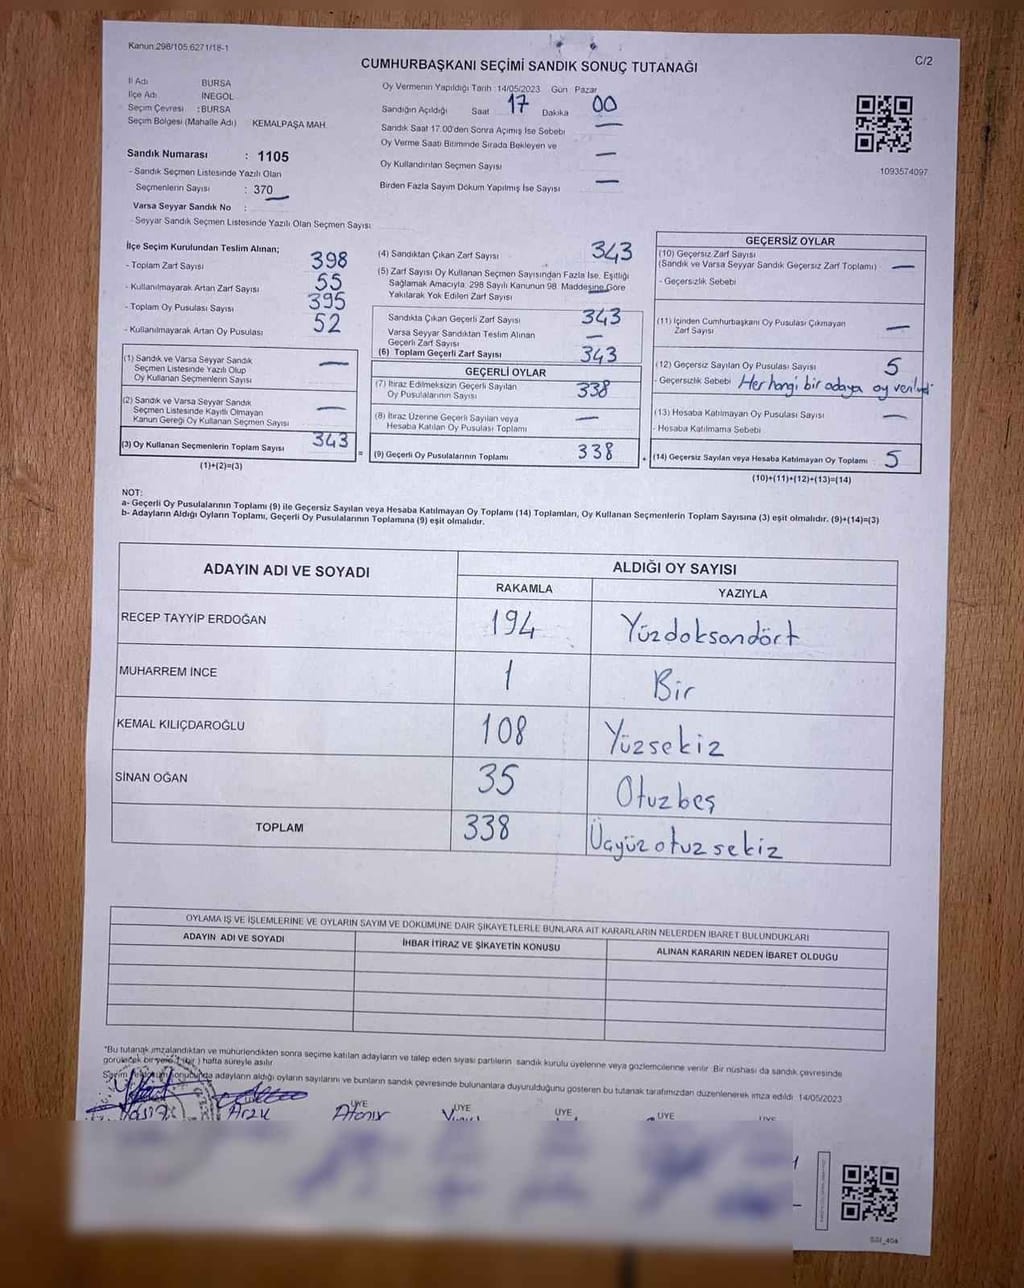 Kanun:298/105,6271/18-1
C/2
CUMHURBAŞKANI SEÇİMİ SANDIK SONUÇ TUTANAĞI
İl Adı BURSA
İlçe Adı INEGÖL
Seçim Çevresi : BURSA
Seçim Bölgesi (Mahalle Adı) KEMALPAŞA MAH.
Sandık Numarası : 1105
- Sandık Seçmen Listesinde Yazılı Olan
Seçmenlerin Sayısı : 370
Varsa Seyyar Sandık No :
- Seyyar Sandık Seçmen Listesinde Yazılı Olan Seçmen Sayısı:
Oy Vermenin Yapıldığı Tarih :14/05/2023 Gün Pazar
Sandığın Açıldığı Saat 17 Dakika 00
Sandık Saat 17.00'den Sonra Açımış İse Sebebi —
Oy Verme Saati Bitiminde Sırada Bekleyen ve
Oy Kullandırılan Seçmen Sayısı —
Birden Fazla Sayım Döküm Yapılmış İse Sayısı —
1093574097
İlçe Seçim Kurulundan Teslim Alınan;
- Toplam Zarf Sayısı 398
- Kullanılmayarak Artan Zarf Sayısı 55
- Toplam Oy Pusulası Sayısı 395
- Kullanılmayarak Artan Oy Pusulası 52
(1) Sandık ve Varsa Seyyar Sandık
Seçmen Listesinde Yazılı Olup
Oy Kullanan Seçmenlerin Sayısı —
(2) Sandık ve Varsa Seyyar Sandık
Seçmen Listesinde Kayıtlı Olmayan
Kanun Gereği Oy Kullanan Seçmen Sayısı —
(3) Oy Kullanan Seçmenlerin Toplam Sayısı 343
(1)+(2)=(3)
(4) Sandıktan Çıkan Zarf Sayısı 343
(5) Zarf Sayısı Oy Kullanan Seçmen Sayısından Fazla İse, Eşitliği
Sağlamak Amacıyla, 298 Sayılı Kanunun 98. Maddesine Göre
Yakılarak Yok Edilen Zarf Sayısı
Sandıkta Çıkan Geçerli Zarf Sayısı 343
Varsa Seyyar Sandıktan Teslim Alınan
Geçerli Zarf Sayısı —
(6) Toplam Geçerli Zarf Sayısı 343
GEÇERLİ OYLAR
(7) İtiraz Edilmeksizin Geçerli Sayılan
Oy Pusulalarının Sayısı 338
(8) İtiraz Üzerine Geçerli Sayılan veya
Hesaba Katılan Oy Pusulası Toplamı —
= (9) Geçerli Oy Pusulalarının Toplamı 338
GEÇERSİZ OYLAR
(10) Geçersiz Zarf Sayısı
(Sandık ve Varsa Seyyar Sandık Geçersiz Zarf Toplamı) —
- Geçersizlik Sebebi
(11) İçinden Cumhurbaşkanı Oy Pusulası Çıkmayan
Zarf Sayısı —
(12) Geçersiz Sayılan Oy Pusulası Sayısı 5
- Geçersizlik Sebebi Herhangi bir adaya oy
(13) Hesaba Katılmayan Oy Pusulası Sayısı —
- Hesaba Katılmama Sebebi
+ (14) Geçersiz Sayılan veya Hesaba Katılmayan Oy Toplamı 5
(10)+(11)+(12)+(13)=(14)
NOT:
a- Geçerli Oy Pusulalarının Toplamı (9) ile Geçersiz Sayılan veya Hesaba Katılmayan Oy Toplamı (14) Toplamları, Oy Kullanan Seçmenlerin Toplam Sayısına (3) eşit olmalıdır. (9)+(14)=(3)
b- Adayların Aldığı Oyların Toplamı, Geçerli Oy Pusulalarının Toplamına (9) eşit olmalıdır.
ADAYIN ADI VE SOYADI ALDIĞI OY SAYISI
RAKAMLA YAZIYLA
RECEP TAYYİP ERDOĞAN 194 Yüzdoksandört
MUHARREM İNCE 1 Bir
KEMAL KILIÇDAROĞLU 108 Yüzsekiz
SİNAN OĞAN 35 Otuzbeş
TOPLAM 338 Üçyüzotuzsekiz
OYLAMA İŞ VE İŞLEMLERİNE VE OYLARIN SAYIM VE DÖKÜMÜNE DAİR ŞİKAYETLERLE BUNLARA AİT KARARLARIN NELERDEN İBARET BULUNDUKLARI
ADAYIN ADI VE SOYADI İHBAR İTİRAZ VE ŞİKAYETİN KONUSU ALINAN KARARIN NEDEN İBARET OLDUĞU
*Bu tutanak imzalandıktan ve mühürlendikten sonra seçime katılan adayların ve talep eden siyasi partilerin sandık kurulu üyelerine veya gözlemcilerine verilir. Bir nüshası da sandık çevresinde
görülecek bir yere 1 (bir) hafta süreyle asılır.
Sayım adayların aldığı oyların sayılarını ve bunların sandık çevresinde bulunanlara duyurulduğunu gösteren bu tutanak tarafımızdan düzenlenerek imza edildi. 14/05/2023
ÜYE ÜYE ÜYE ÜYE ÜYE
Arzu